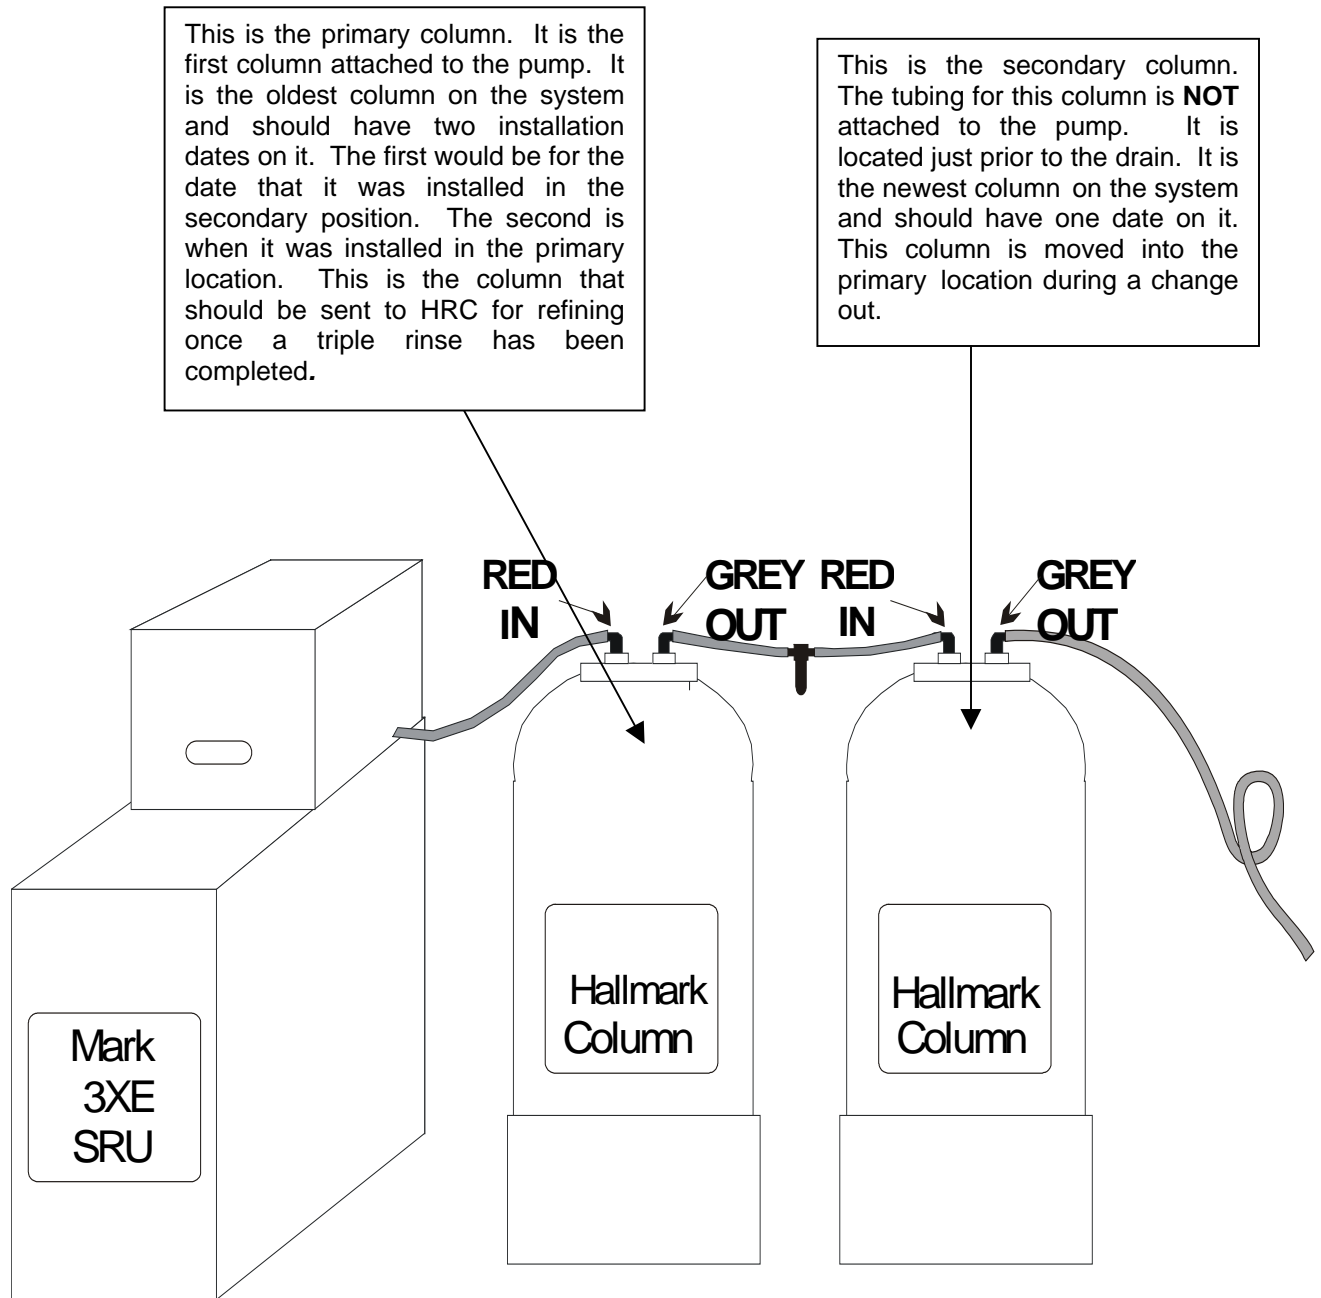 This is the primary column. It is the
first column attached to the pump. It
is the oldest column on the system
and should have two installation
dates on it. The first would be for the
date that it was installed in the
secondary position. The second is
when it was installed in the primary
location. This is the column that
should be sent to HRC for refining
once a triple rinse has been
completed.
This is the secondary column.
The tubing for this column is NOT
attached to the pump. It is
located just prior to the drain. It is
the newest column on the system
and should have one date on it.
This column is moved into the
primary location during a change
out.
RED
IN
GREY
OUT
RED
IN
GREY
OUT
Mark
3XE
SRU
Hallmark
Column
Hallmark
Column